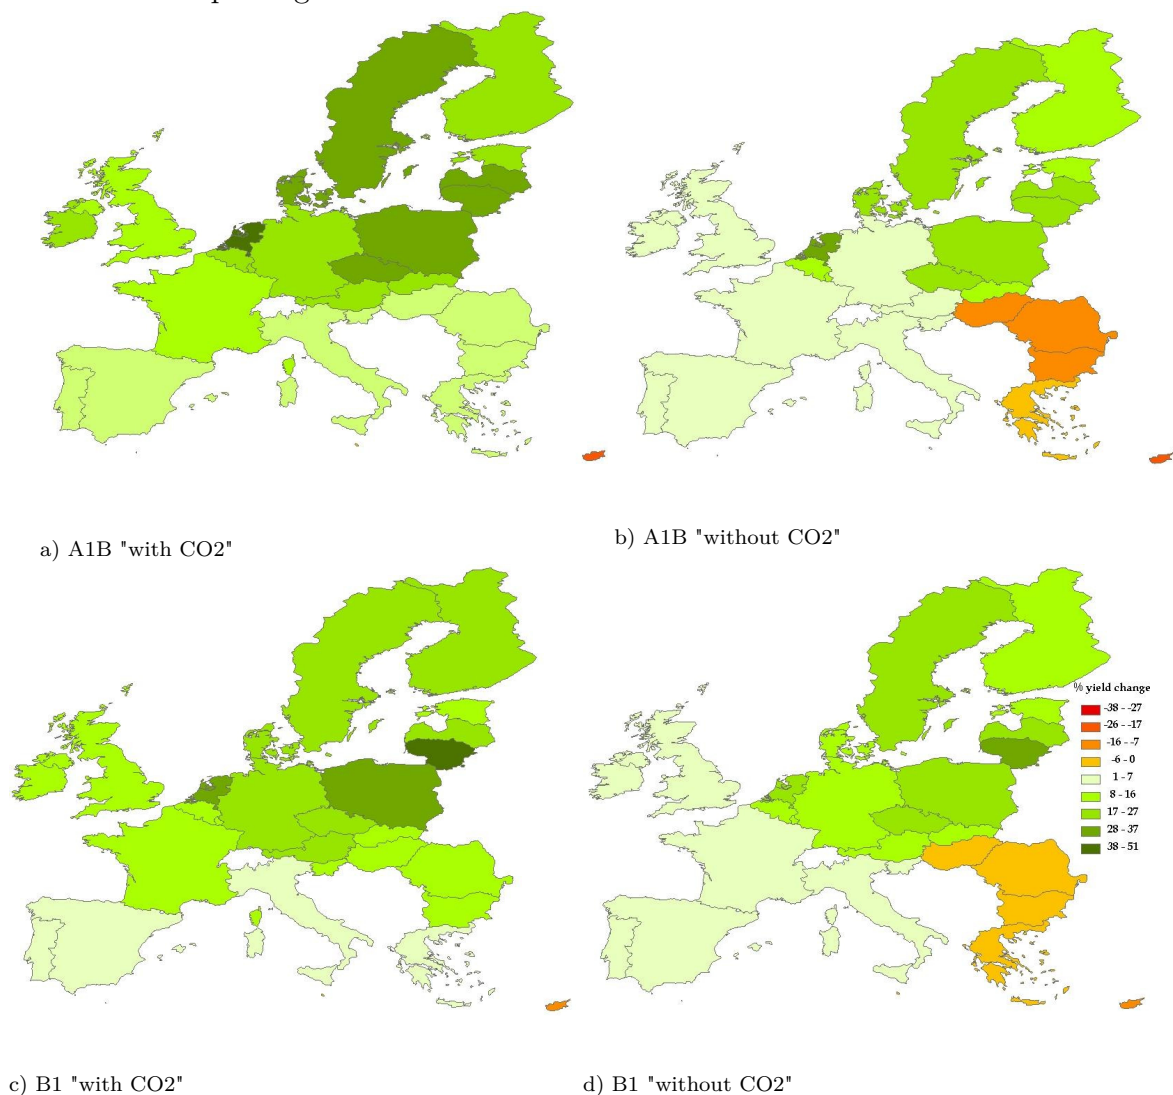 a) A1B "with CO2"
b) A1B "without CO2"
% yield change
-38 - -27
-26 - -17
-16 - -7
-6 - 0
1 - 7
8 - 16
17 - 27
28 - 37
38 - 51
c) B1 "with CO2"
d) B1 "without CO2"